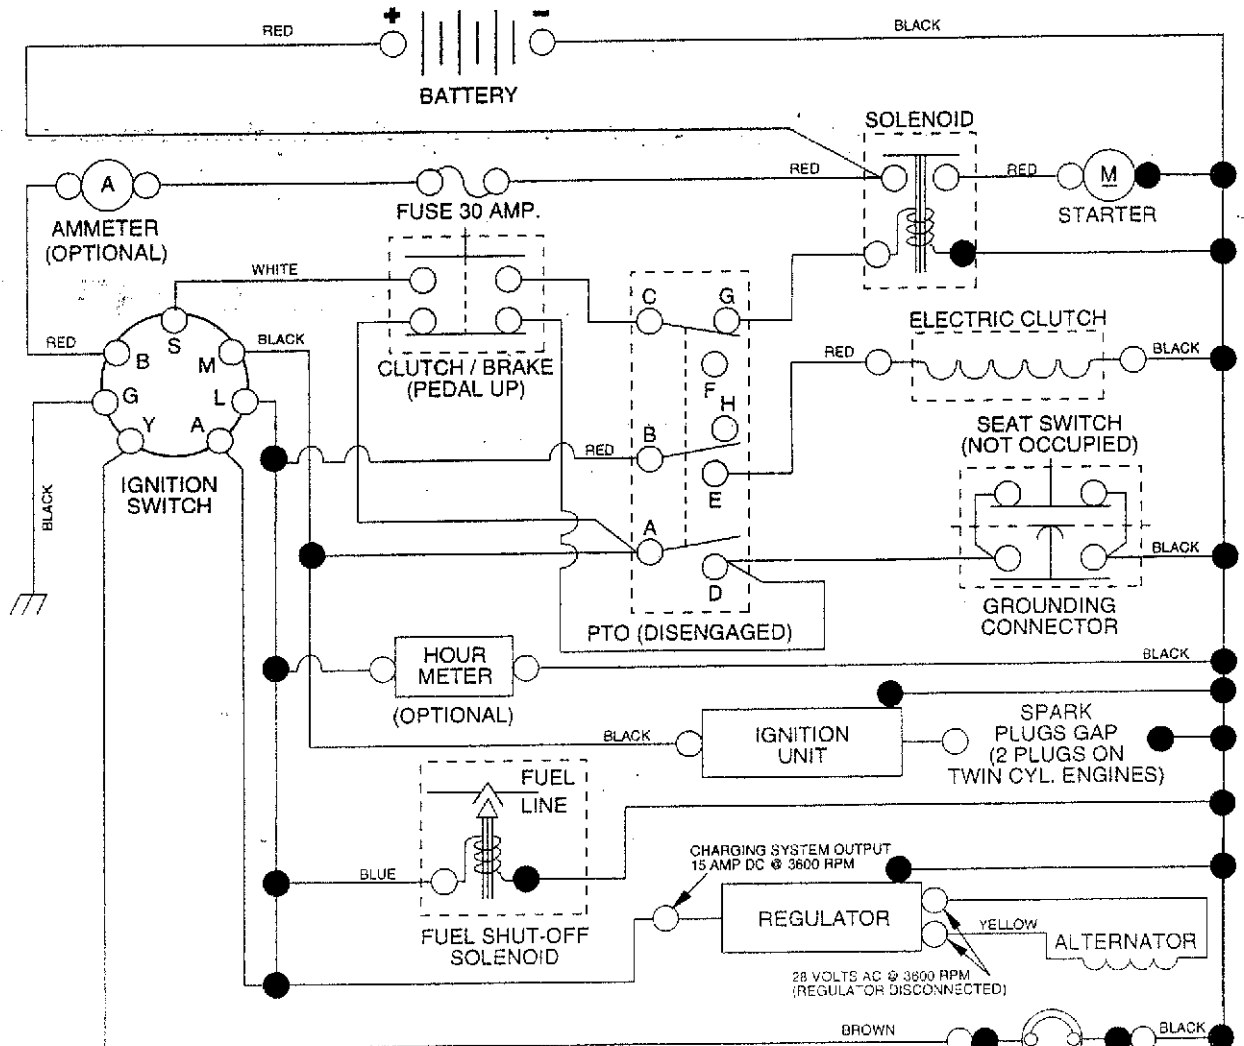 + -
RED
BLACK
BATTERY
SOLENOID
A
RED
RED
M
FUSE 30 AMP.
STARTER
AMMETER
(OPTIONAL)
WHITE
C G
S
ELECTRIC CLUTCH
RED
B
M
BLACK
CLUTCH / BRAKE
(PEDAL UP)
RED
BLACK
F
G
L
H
SEAT SWITCH
(NOT OCCUPIED)
Y
A
B
RED
IGNITION
SWITCH
E
BLACK
A
BLACK
D
GROUNDING
CONNECTOR
PTO (DISENGAGED)
HOUR
METER
BLACK
(OPTIONAL)
BLACK
IGNITION
UNIT
SPARK
PLUGS GAP
(2 PLUGS ON
TWIN CYL. ENGINES)
FUEL
LINE
CHARGING SYSTEM OUTPUT
15 AMP DC @ 3600 RPM
BLUE
REGULATOR
YELLOW
ALTERNATOR
FUEL SHUT-OFF
SOLENOID
28 VOLTS AC @ 3600 RPM
(REGULATOR DISCONNECTED)
BROWN
BLACK